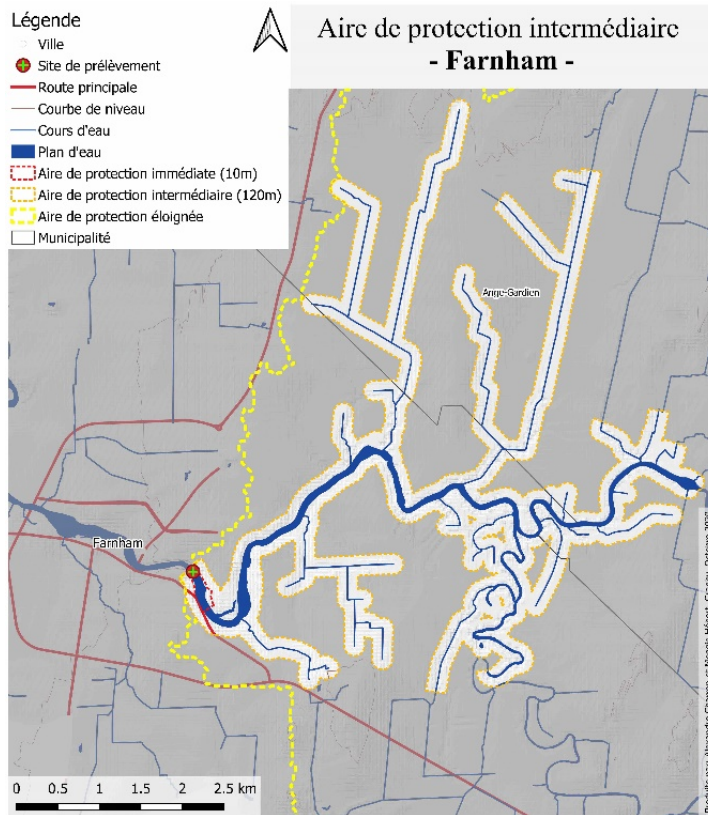 Légende
Ville
Site de prélèvement
Route principale
Courbe de niveau
Cours d'eau
Plan d'eau
Aire de protection immédiate (10m)
Aire de protection intermédiaire (120m)
Aire de protection éloignée
Municipalité
Aire de protection intermédiaire
- Farnham -
Ange-Gardien
Farnham
0 0.5 1 1.5 2 2.5 km